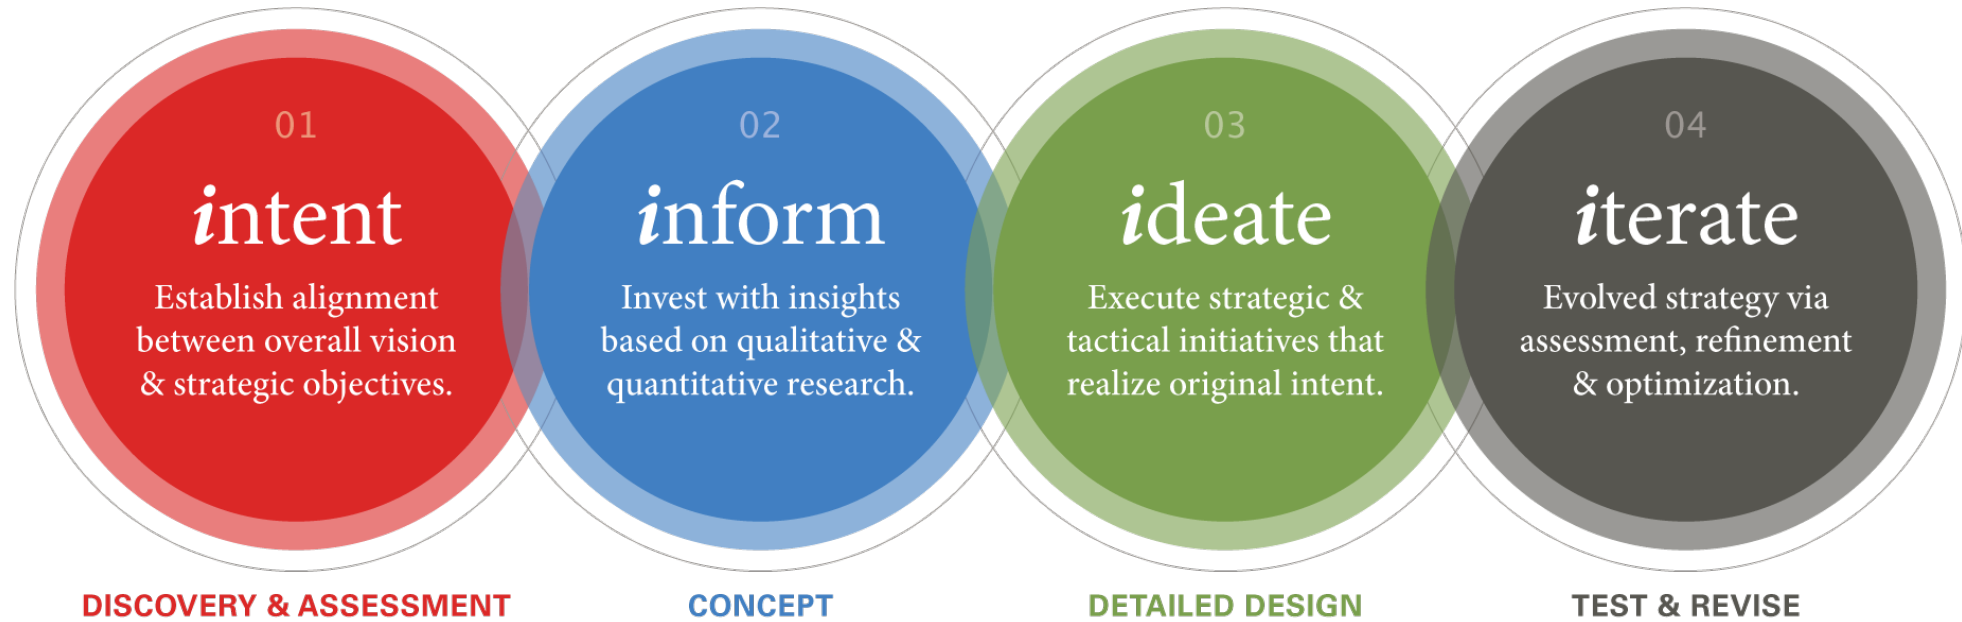 01
intent
Establish alignment
between overall vision
& strategic objectives.
DISCOVERY & ASSESSMENT
02
inform
Invest with insights
based on qualitative &
quantitative research.
CONCEPT
03
ideate
Execute strategic &
tactical initiatives that
realize original intent.
DETAILED DESIGN
04
iterate
Evolved strategy via
assessment, refinement
& optimization.
TEST & REVISE